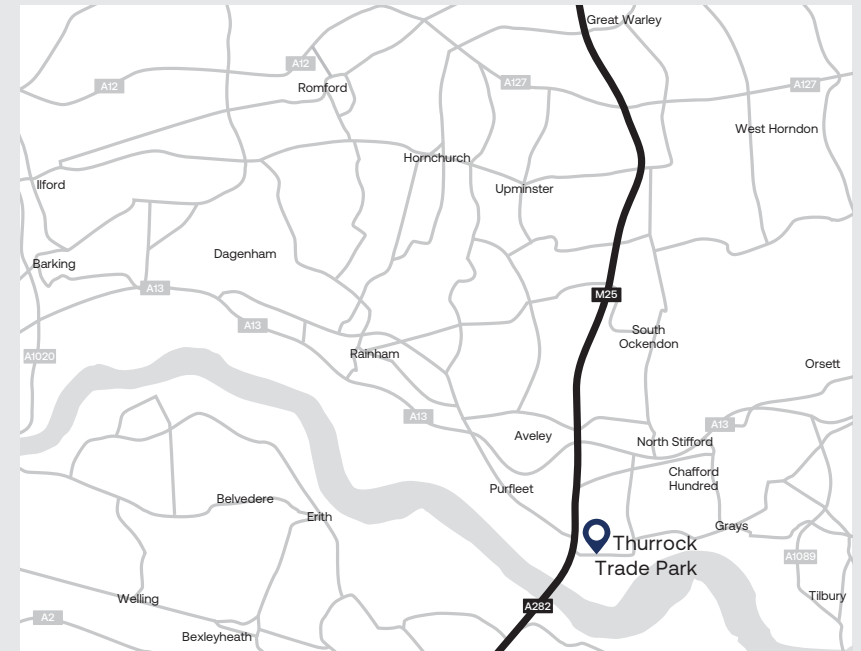 Great Warley
A12
A12
A127
A127
Romford
West Horndon
Hornchurch
Ilford
Upminster
Dagenham
Barking
A13
M25
A13
South
Ockendon
A1020
Rainham
Orsett
A13
A13
Aveley
North Stifford
Chafford
Hundred
Purfleet
Belvedere
Erith
Grays
Thurrock
Trade Park
A1089
Tilbury
Welling
A282
A2
Bexleyheath